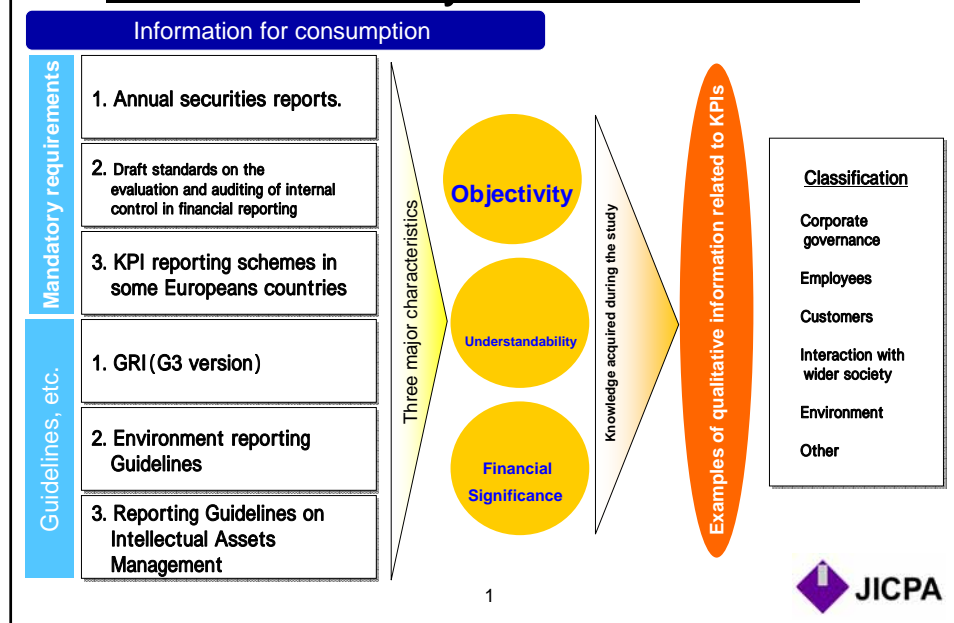 Information for consumption
Mandatory requirements
1. Annual securities reports.
2. Draft standards on the
evaluation and auditing of internal
control in financial reporting
3. KPI reporting schemes in
some Europeans countries
Guidelines, etc.
1. GRI(G3 version)
2. Environment reporting
Guidelines
3. Reporting Guidelines on
Intellectual Assets
Management
Three major characteristics
Objectivity
Understandability
Financial
Significance
Knowledge acquired during the study
Examples of qualitative information related to KPIs
Classification
Corporate
governance
Employees
Customers
Interaction with
wider society
Environment
Other
1
JICPA